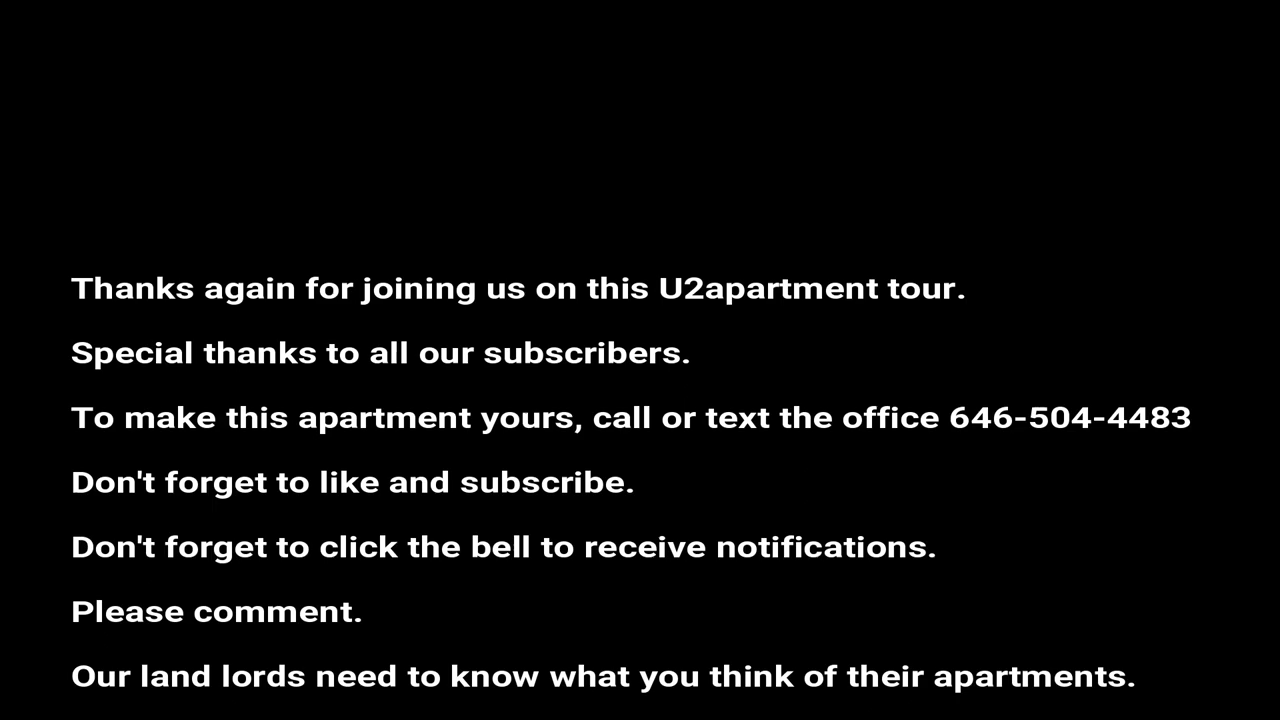 Thanks again for joining us on this U2apartment tour.
Special thanks to all our subscribers.
To make this apartment yours, call or text the office 646-504-4483
Don't forget to like and subscribe.
Don't forget to click the bell to receive notifications.
Please comment.
Our land lords need to know what you think of their apartments.